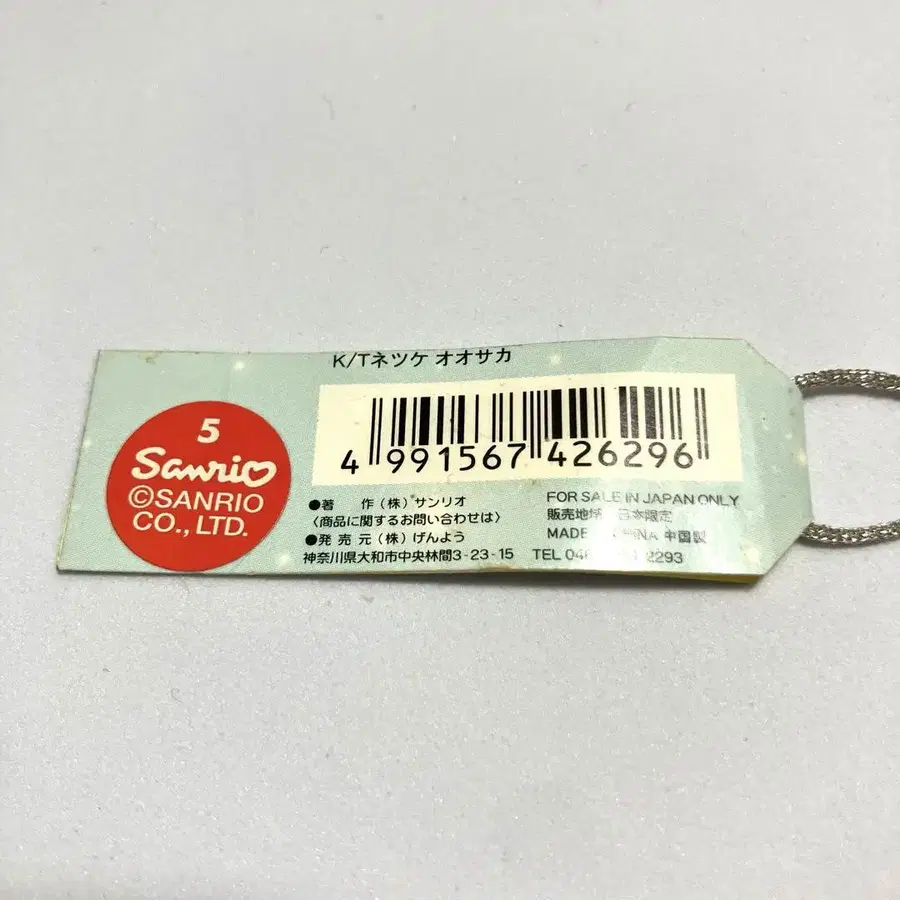 K/Tネツケ オオサカ
5
Sanrio
©SANRIO
CO., LTD.
4 991567 426296
●著 作(株)サンリオ
〈商品に関するお問い合わせは〉
●発 売 元(株)げんよう
神奈川県大和市中央林間3-23-15
FOR SALE IN JAPAN ONLY
販売地域 日本限定
MADE 中国製
TEL 2293